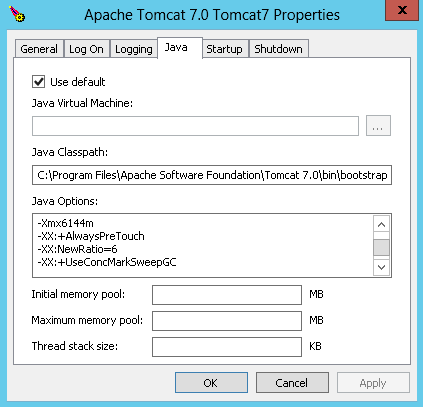 Apache Tomcat 7.0 Tomcat7 Properties
General Log On Logging Java Startup Shutdown
Use default
Java Virtual Machine:
...
Java Classpath:
C:\Program Files\Apache Software Foundation\Tomcat 7.0\bin\bootstrap
Java Options:
-Xmx6144m
-XX:+AlwaysPreTouch
-XX:NewRatio=6
-XX:+UseConcMarkSweepGC
Initial memory pool: MB
Maximum memory pool: MB
Thread stack size: KB
OK Cancel Apply